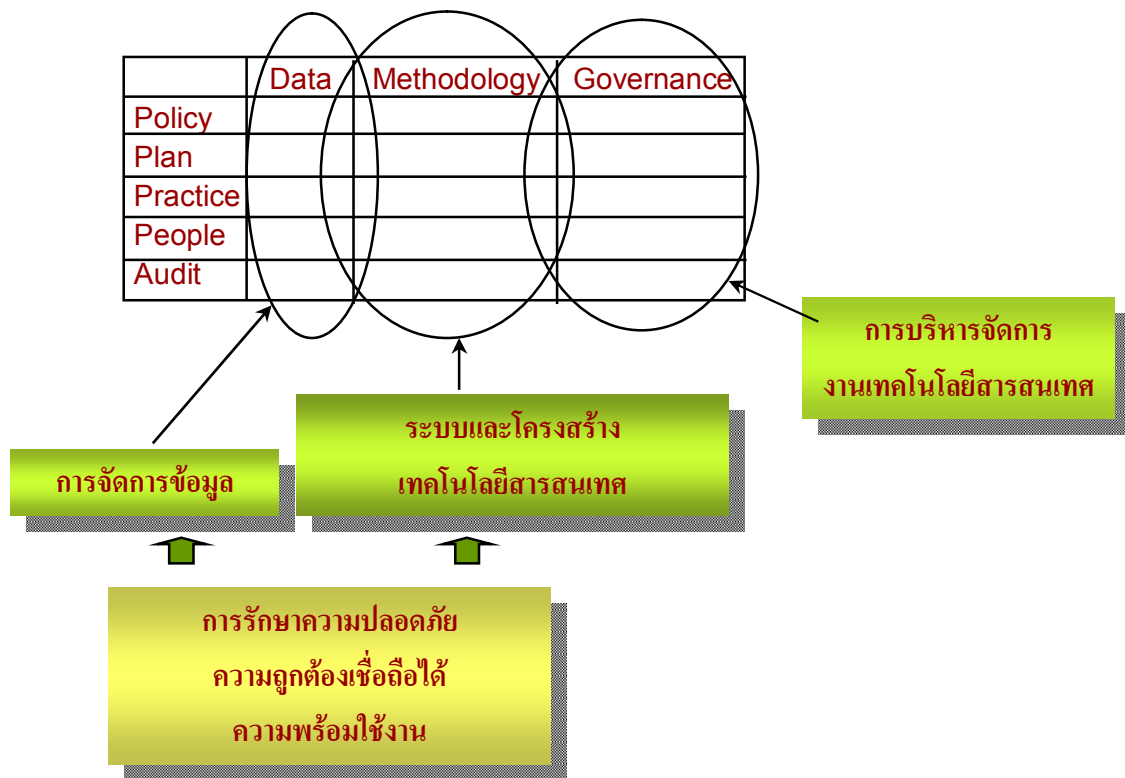 Data Methodology Governance
Policy
Plan
Practice
People
Audit
การบริหารจัดการ
งานเทคโนโลยีสารสนเทศ
ระบบและโครงสร้าง
เทคโนโลยีสารสนเทศ
การจัดการข้อมูล
การรักษาความปลอดภัย
ความถูกต้องเชื่อถือได้
ความพร้อมใช้งาน